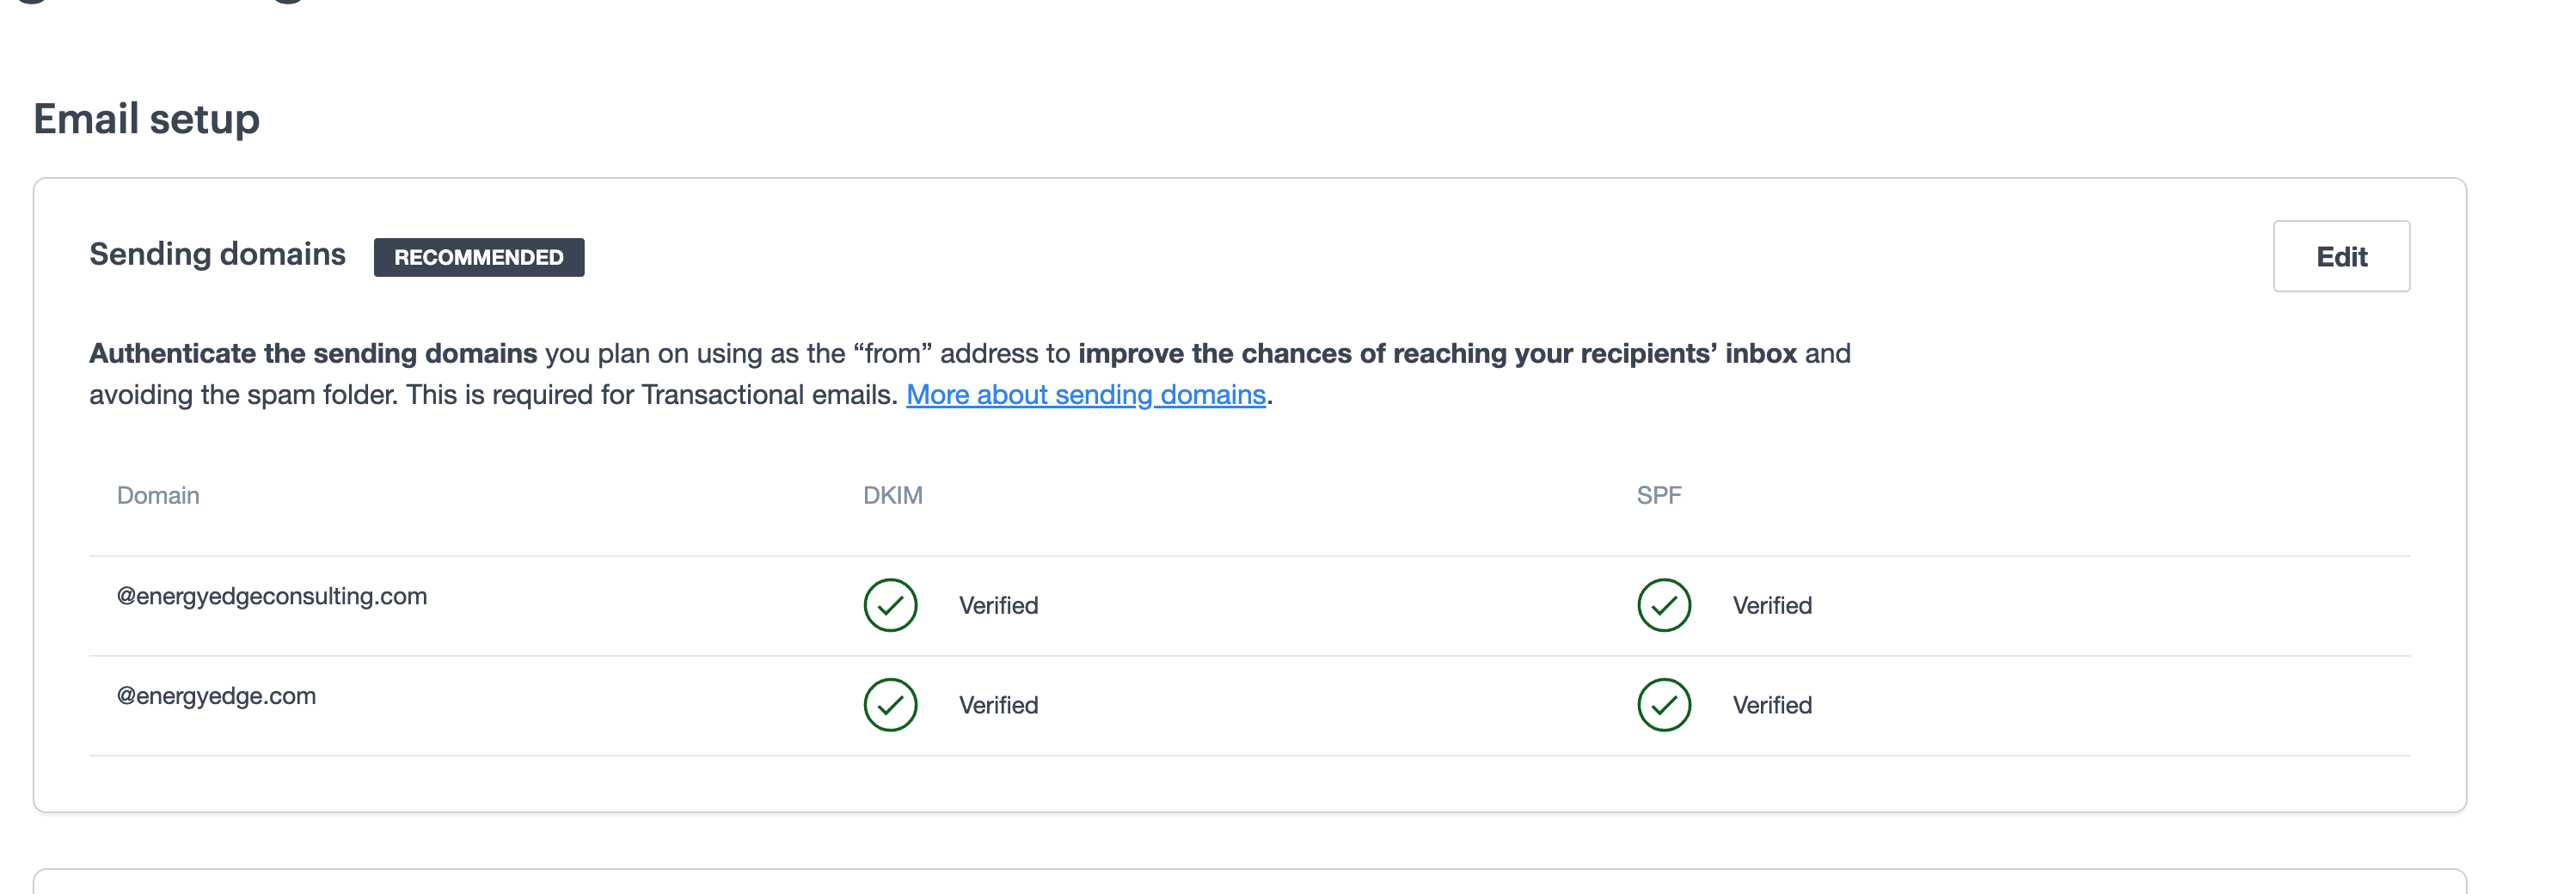 Email setup
Sending domains RECOMMENDED
Edit
Authenticate the sending domains you plan on using as the “from” address to improve the chances of reaching your recipients’ inbox and
avoiding the spam folder. This is required for Transactional emails. More about sending domains.
Domain DKIM SPF
@energyedgeconsulting.com Verified Verified
@energyedge.com Verified Verified